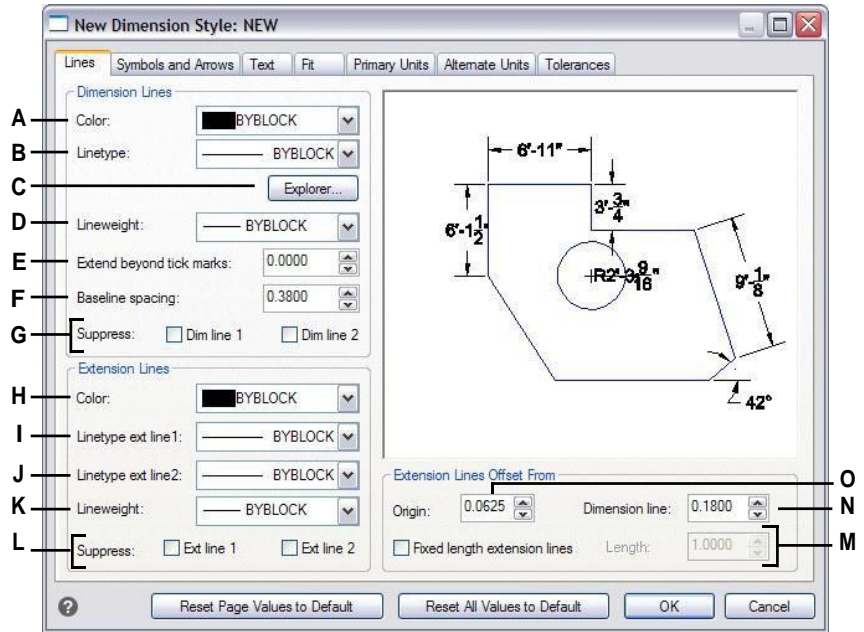 New Dimension Style: NEW
Lines Symbols and Arrows Text Fit Primary Units Alternate Units Tolerances
Dimension Lines
A Color: BYBLOCK
B Linetype: BYBLOCK
C Explorer...
D Lineweight: BYBLOCK
E Extend beyond tick marks: 0.0000
F Baseline spacing: 0.3800
G Suppress: Dim line 1 Dim line 2
Extension Lines
H Color: BYBLOCK
I Linetype ext line1: BYBLOCK
J Linetype ext line2: BYBLOCK
K Lineweight: BYBLOCK
L Suppress: Ext line 1 Ext line 2
6'-11"
3'-3/4"
6'-1 1/2"
R2'-3 9/16"
9'-1/8"
42°
Extension Lines Offset From
O
Origin: 0.0625 Dimension line: 0.1800 N
Fixed length extension lines Length: 1.0000 M
? Reset Page Values to Default Reset All Values to Default OK Cancel